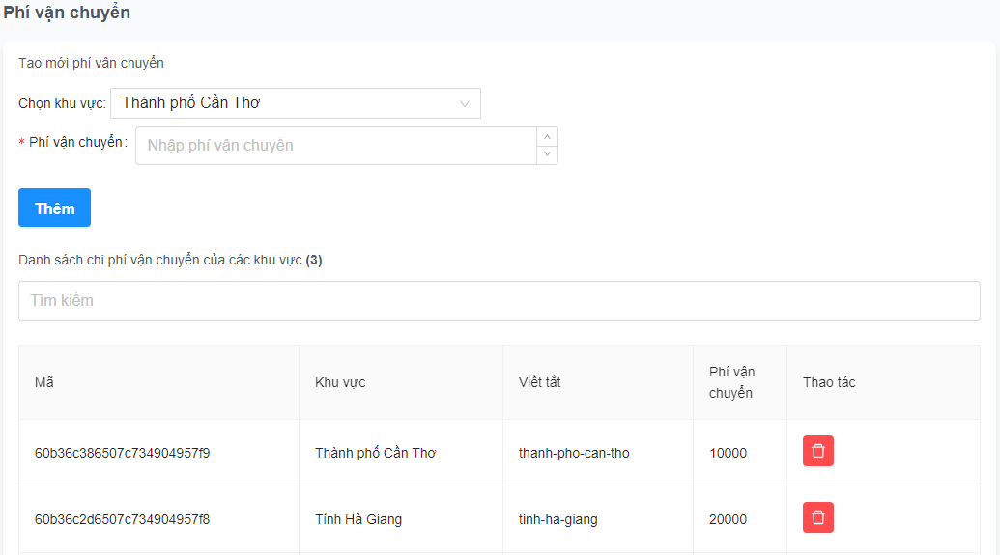 Phí vận chuyển
Tạo mới phí vận chuyển
Chọn khu vực: Thành phố Cần Thơ
* Phí vận chuyển: Nhập phí vận chuyên
Thêm
Danh sách chi phí vận chuyển của các khu vực (3)
Tìm kiếm
Mã Khu vực Viết tắt Phí vận chuyển Thao tác
60b36c386507c734904957f9 Thành phố Cần Thơ thanh-pho-can-tho 10000
60b36c2d6507c734904957f8 Tỉnh Hà Giang tinh-ha-giang 20000